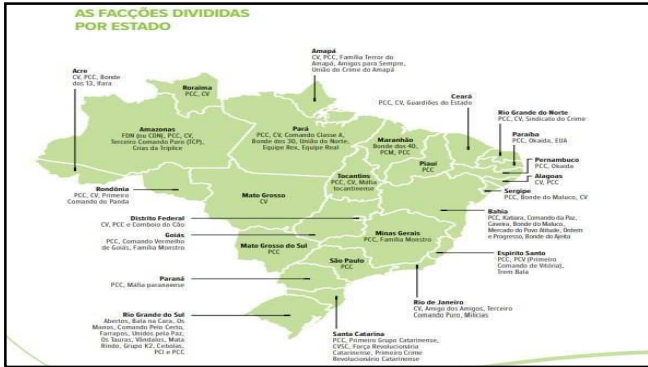 AS FACÇÕES DIVIDIDAS
POR ESTADO
Amapá
CV, PCC, Família Terror do
Amapá, Amigos para Sempre,
União do Crime do Amapá
Acre
CV, PCC, Bonde
dos 13, Ifara
Roraima
PCC, CV
Ceará
PCC, CV, Guardiões do Estado
Rio Grande do Norte
PCC, CV, Sindicato do Crime
Amazonas
FDN (ou CDN), PCC, CV,
Terceiro Comando Puro (TCP),
Crias da Tríplice
Pará
PCC, CV, Comando Classe A,
Bonde dos 30, União do Norte,
Equipe Rex, Equipe Real
Maranhão
Bonde dos 40,
PCM, PCC
Paraíba
PCC, Okaida, EUA
Piauí
PCC
Pernambuco
PCC, Okaida
Alagoas
CV, PCC
Tocantins
PCC, CV, Máfia
Tocantinense
Rondônia
PCC, CV, Primeiro
Comando do Panda
Sergipe
PCC, Bonde do Maluco, CV
Mato Grosso
CV
Bahia
PCC, Katiara, Comando da Paz,
Caveira, Bonde do Maluco,
Mercado do Povo Atitude, Ordem
e Progresso, Bonde do Ajeita
Distrito Federal
CV, PCC e Comboio do Cão
Goiás
PCC, Comando Vermelho
de Goiás, Família Monstro
Minas Gerais
PCC, Família Monstro
Mato Grosso do Sul
PCC
Espírito Santo
PCC, PCV (Primeiro
Comando de Vitória),
Trem Bala
São Paulo
PCC
Paraná
PCC, Máfia paranaense
Rio de Janeiro
CV, Amigo dos Amigos, Terceiro
Comando Puro, Milícias
Rio Grande do Sul
Abertos, Bala na Cara, Os
Manos, Comando Pelo Certo,
Farrapos, Unidos pela Paz,
Os Tauras, Vândalos, Mata
Rindo, Grupo K2, Cebolas,
PCI e PCC
Santa Catarina
PCC, Primeiro Grupo Catarinense,
CVSC, Força Revolucionária
Catarinense, Primeiro Crime
Revolucionário Catarinense